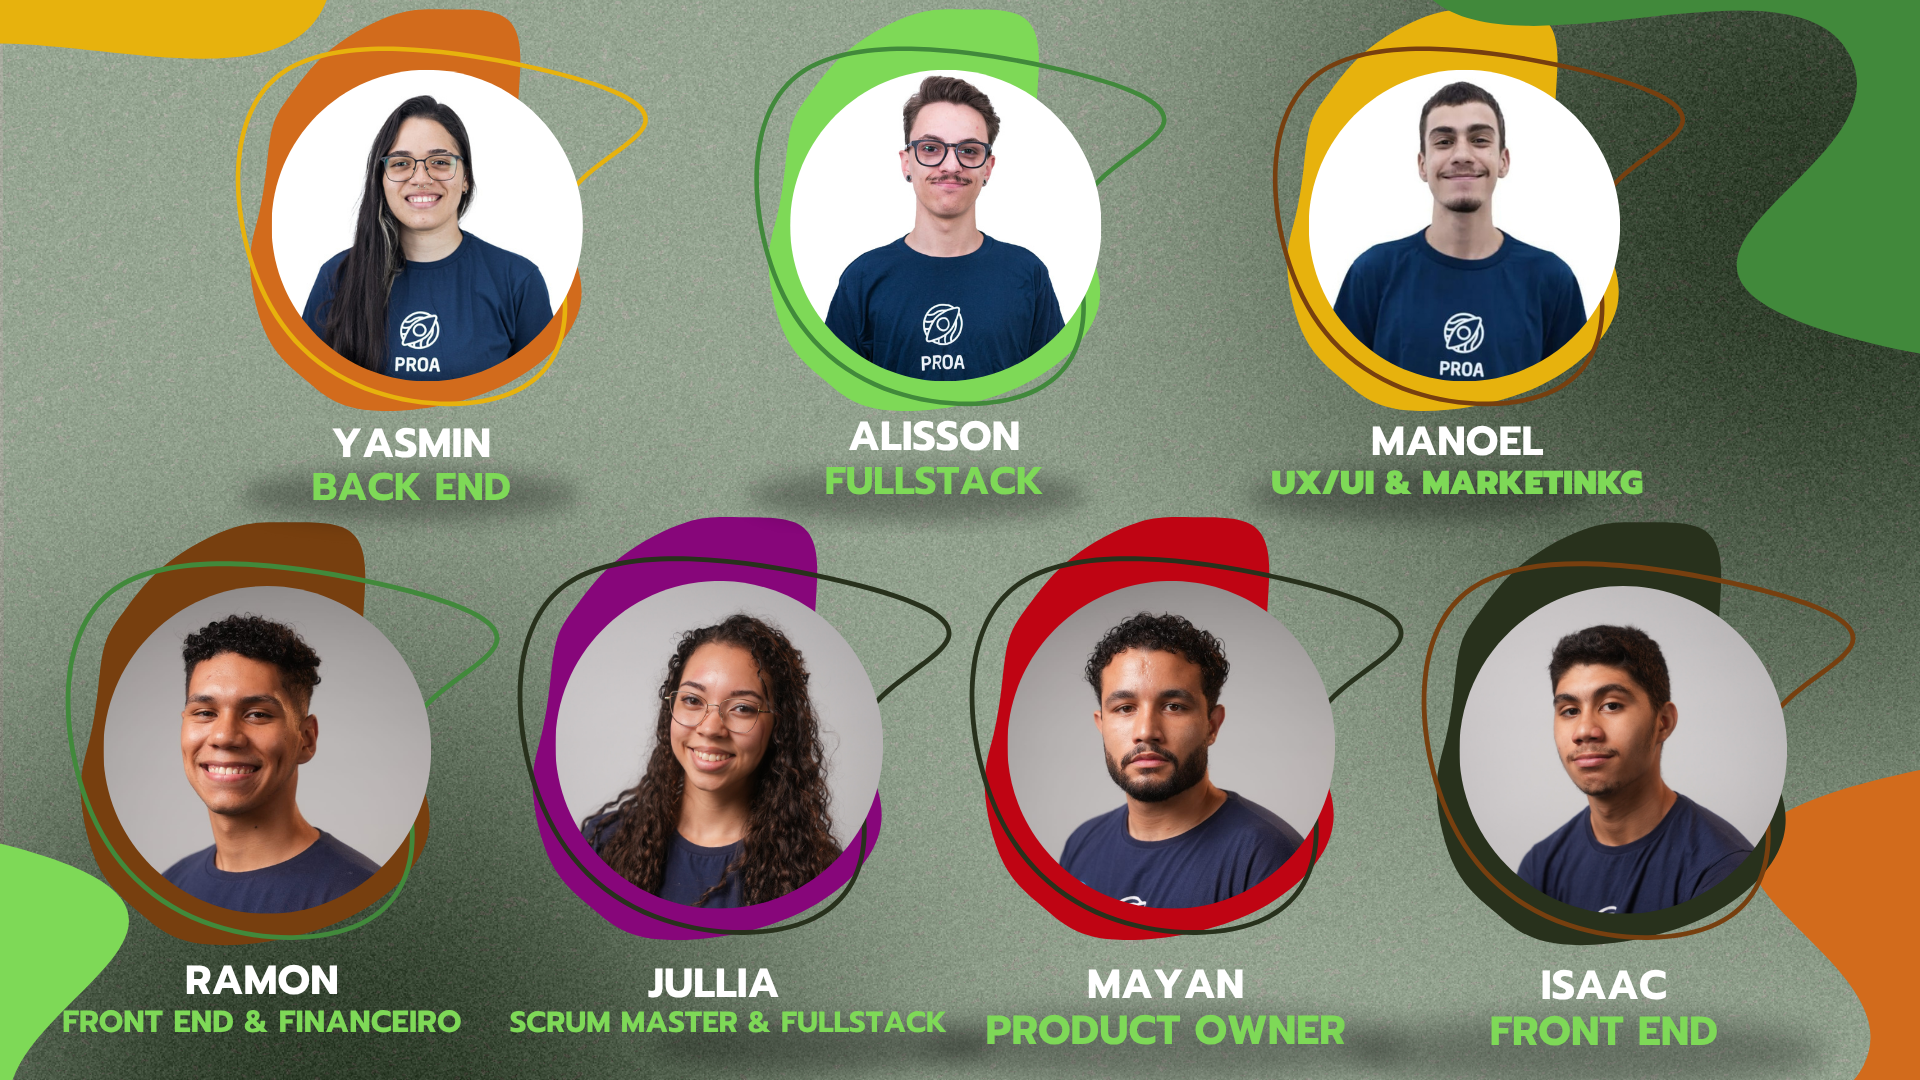 PROA
PROA
PROA
YASMIN
BACK END
ALISSON
FULLSTACK
MANOEL
UX/UI & MARKETINKG
RAMON
FRONT END & FINANCEIRO
JULLIA
SCRUM MASTER & FULLSTACK
MAYAN
PRODUCT OWNER
ISAAC
FRONT END